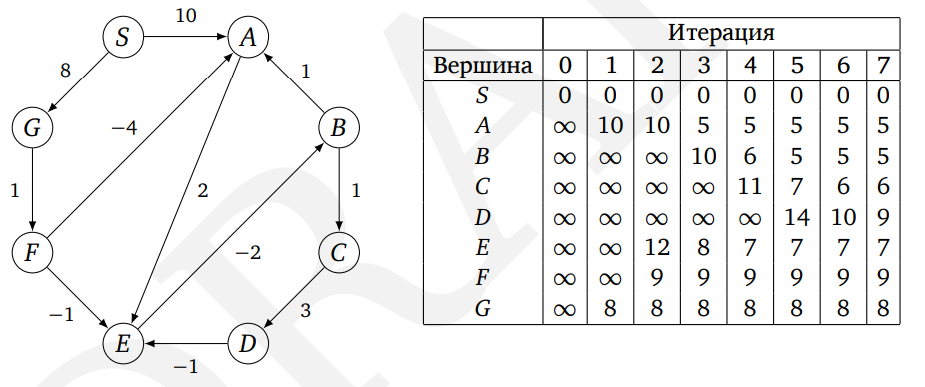 10
S
A
8
1
G
−4
B
1
2
1
F
−2
C
−1
3
E
D
−1
Итерация
Вершина 0 1 2 3 4 5 6 7
S 0 0 0 0 0 0 0 0
A ∞ 10 10 5 5 5 5 5
B ∞ ∞ ∞ 10 6 5 5 5
C ∞ ∞ ∞ ∞ 11 7 6 6
D ∞ ∞ ∞ ∞ ∞ 14 10 9
E ∞ ∞ 12 8 7 7 7 7
F ∞ ∞ 9 9 9 9 9 9
G ∞ 8 8 8 8 8 8 8